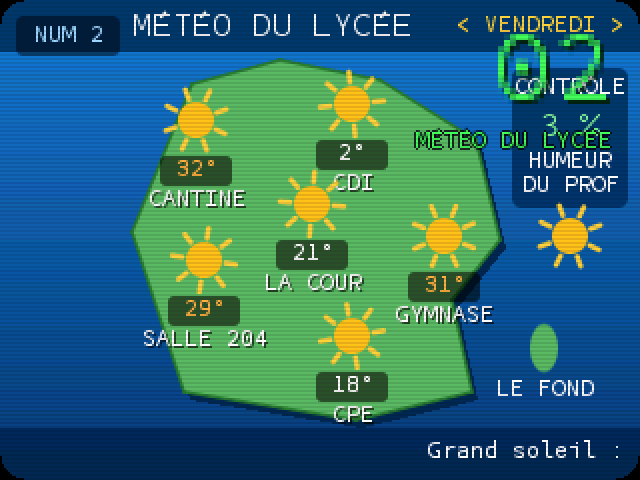 NUM 2
MÉTÉO DU LYCÉE
< VENDREDI >
02
CONTRÔLE
3 %
MÉTÉO DU LYCÉE
HUMEUR
DU PROF
32°
CANTINE
2°
CDI
21°
LA COUR
31°
GYMNASE
29°
SALLE 204
18°
CPE
LE FOND
Grand soleil :